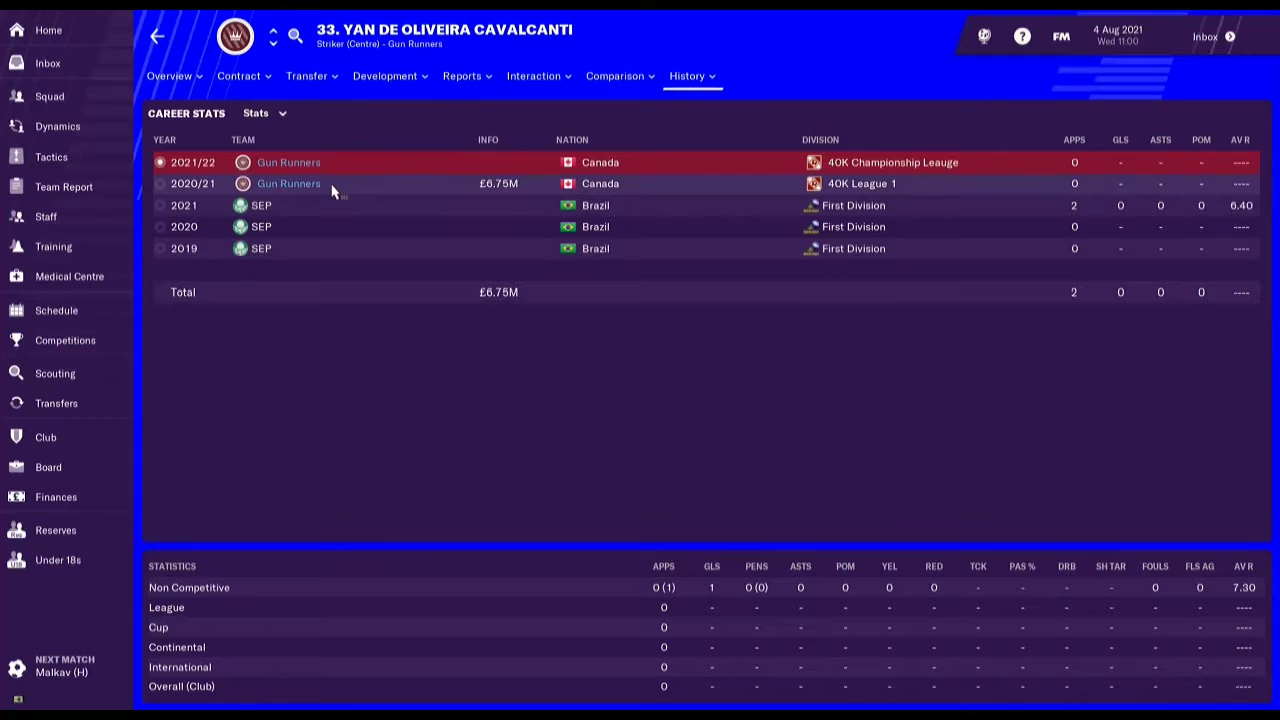 Home
Inbox
Squad
Dynamics
Tactics
Team Report
Staff
Training
Medical Centre
Schedule
Competitions
Scouting
Transfers
Club
Board
Finances
Reserves
Under 18s
NEXT MATCH
Malkav (H)
33. YAN DE OLIVEIRA CAVALCANTI
Striker (Centre) - Gun Runners
? FM 4 Aug 2021 Inbox
Wed 11:00
Overview Contract Transfer Development Reports Interaction Comparison History
CAREER STATS Stats
YEAR TEAM INFO NATION DIVISION APPS GLS ASTS POM AV R
2021/22 Gun Runners Canada 40K Championship Leauge 0 - - - ----
2020/21 Gun Runners £6.75M Canada 40K League 1 0 - - - ----
2021 SEP Brazil First Division 2 0 0 0 6.40
2020 SEP Brazil First Division 0 - - - ----
2019 SEP Brazil First Division 0 - - - ----
Total £6.75M 2 0 0 0 ----
STATISTICS APPS GLS PENS ASTS POM YEL RED TCK PAS % DRB SH TAR FOULS FLS AG AV R
Non Competitive 0 (1) 1 0 (0) 0 0 0 0 - - - - 0 0 7.30
League 0 - - - - - - - - - - - - ----
Cup 0 - - - - - - - - - - - - ----
Continental 0 - - - - - - - - - - - - ----
International 0 - - - - - - - - - - - - ----
Overall (Club) 0 - - - - - - - - - - - - ----